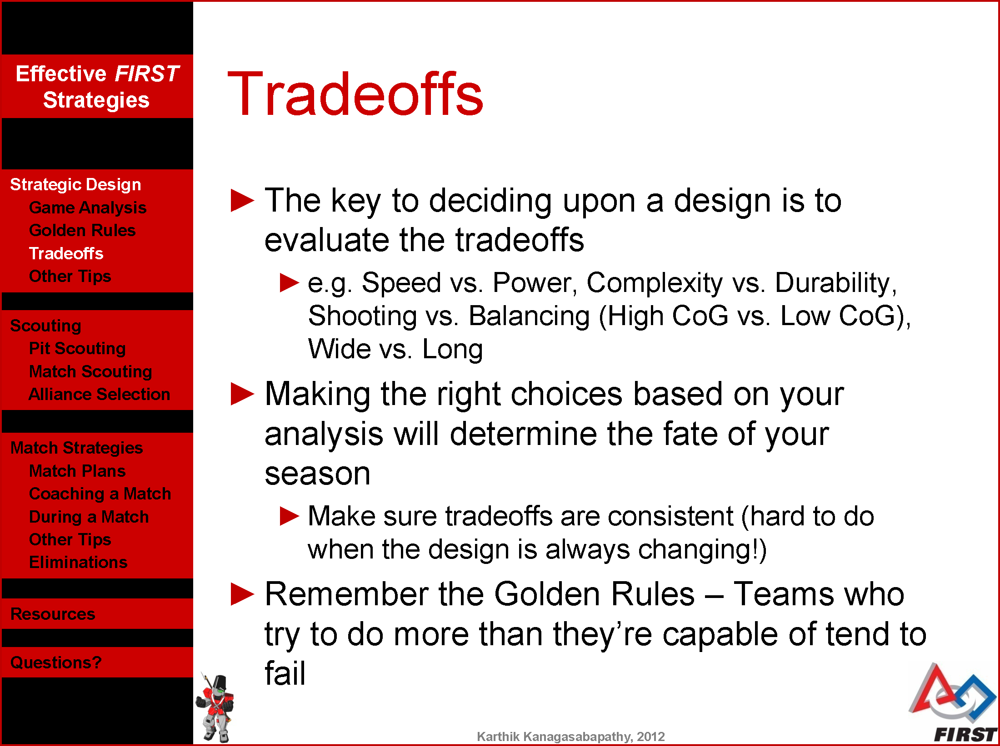 Effective FIRST
Strategies
Strategic Design
Game Analysis
Golden Rules
Tradeoffs
Other Tips
Scouting
Pit Scouting
Match Scouting
Alliance Selection
Match Strategies
Match Plans
Coaching a Match
During a Match
Other Tips
Eliminations
Resources
Questions?
Tradeoffs
► The key to deciding upon a design is to
evaluate the tradeoffs
► e.g. Speed vs. Power, Complexity vs. Durability,
Shooting vs. Balancing (High CoG vs. Low CoG),
Wide vs. Long
► Making the right choices based on your
analysis will determine the fate of your
season
► Make sure tradeoffs are consistent (hard to do
when the design is always changing!)
► Remember the Golden Rules – Teams who
try to do more than they’re capable of tend to
fail
Karthik Kanagasabapathy, 2012
FIRST